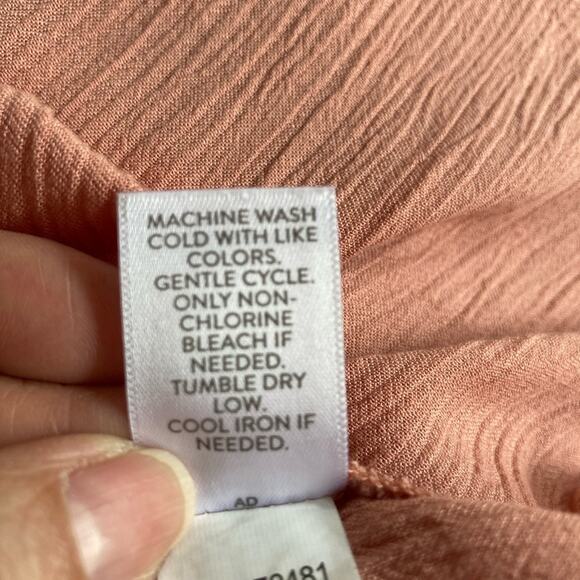 MACHINE WASH
COLD WITH LIKE
COLORS.
GENTLE CYCLE.
ONLY NON-
CHLORINE
BLEACH IF
NEEDED.
TUMBLE DRY
LOW.
COOL IRON IF
NEEDED.
AD